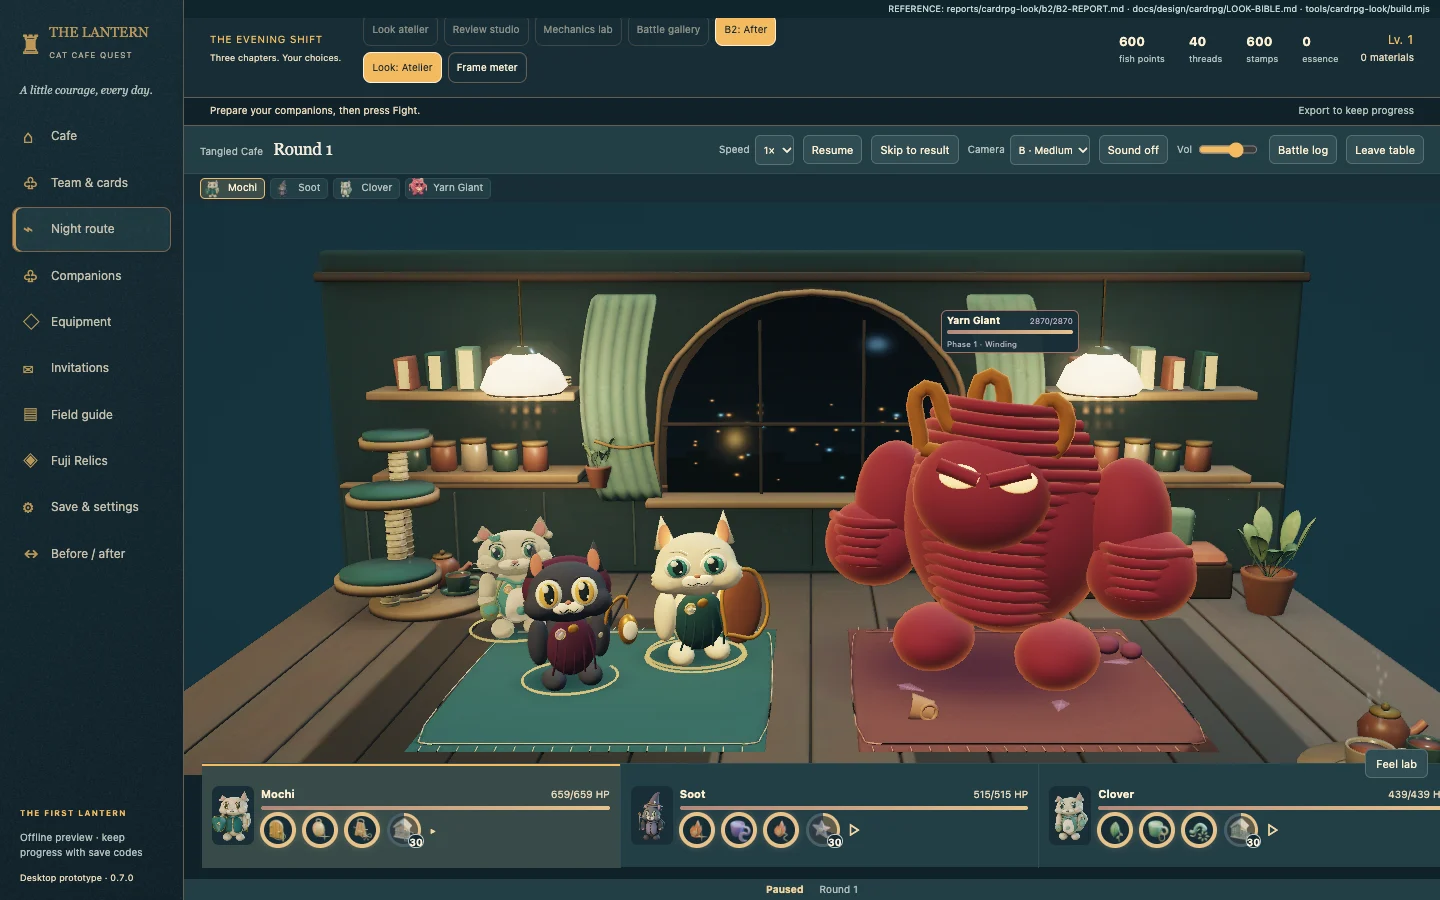 REFERENCE: reports/cardrpg-look/b2/B2-REPORT.md · docs/design/cardrpg/LOOK-BIBLE.md · tools/cardrpg-look/build.mjs
THE LANTERN
CAT CAFE QUEST
A little courage, every day.
Cafe
Team & cards
Night route
Companions
Equipment
Invitations
Field guide
Fuji Relics
Save & settings
Before / after
THE FIRST LANTERN
Offline preview · keep
progress with save codes
Desktop prototype · 0.7.0
THE EVENING SHIFT
Three chapters. Your choices.
Look atelier
Review studio
Mechanics lab
Battle gallery
B2: After
Look: Atelier
Frame meter
600 fish points
40 threads
600 stamps
0 essence
Lv. 1
0 materials
Prepare your companions, then press Fight.
Export to keep progress
Tangled Cafe Round 1
Speed 1x
Resume
Skip to result
Camera B · Medium
Sound off
Vol
Battle log
Leave table
Mochi
Soot
Clover
Yarn Giant
Yarn Giant 2870/2870
Phase 1 · Winding
Feel lab
Mochi 659/659 HP
30
Soot 515/515 HP
30
Clover 439/439 H
30
Paused Round 1